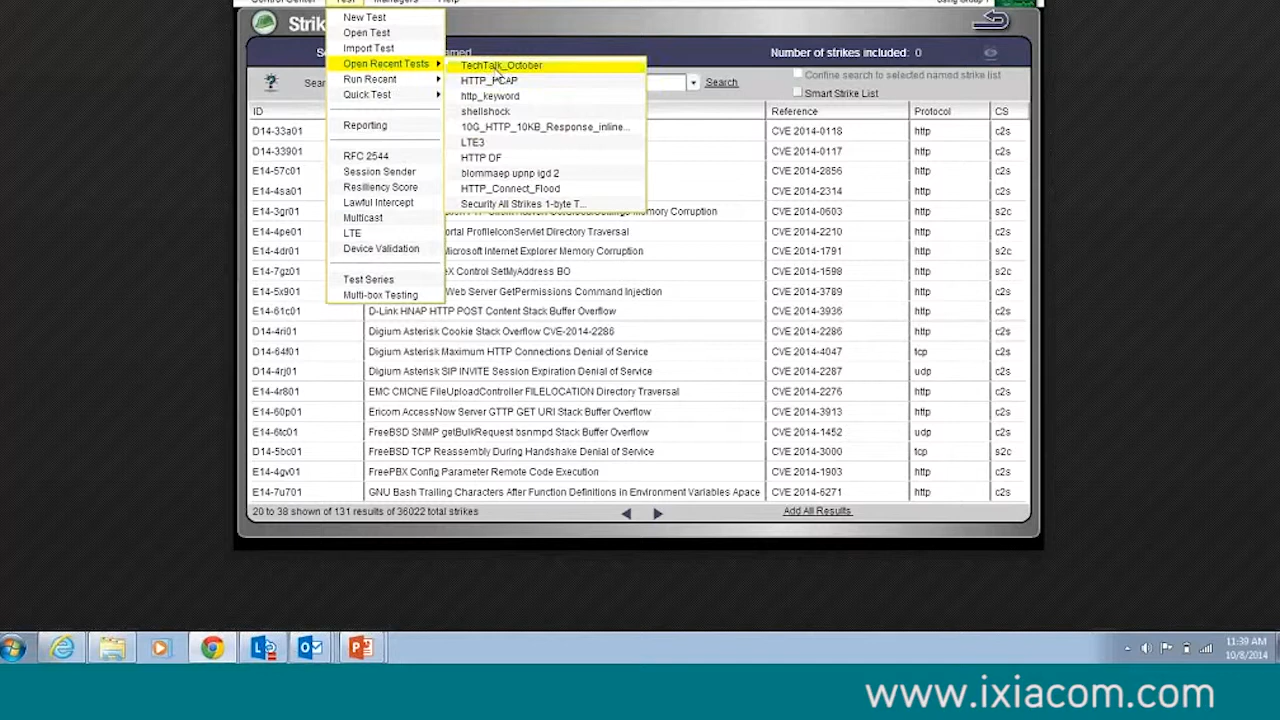 Control Center Test Managers Help
New Test
Open Test
Import Test
Open Recent Tests
Run Recent
Quick Test
Reporting
RFC 2544
Session Sender
Resiliency Score
Lawful Intercept
Multicast
LTE
Device Validation
Test Series
Multi-box Testing
TechTalk_October
HTTP_PCAP
http_keyword
shellshock
10G_HTTP_10KB_Response_inline...
LTE3
HTTP OF
blommaep upnp igd 2
HTTP_Connect_Flood
Security All Strikes 1-byte T...
Number of strikes included: 0
Search
Confine search to selected named strike list
Smart Strike List
ID Reference Protocol CS
D14-33a01 CVE 2014-0118 http c2s
D14-33901 CVE 2014-0117 http c2s
E14-57c01 CVE 2014-2856 http c2s
E14-4sa01 CVE 2014-2314 http c2s
E14-3gr01 Memory Corruption CVE 2014-0603 http s2c
E14-4pe01 ortal ProfileIconServlet Directory Traversal CVE 2014-2210 http c2s
E14-4dr01 Microsoft Internet Explorer Memory Corruption CVE 2014-1791 http s2c
E14-7gz01 eX Control SetMyAddress BO CVE 2014-1598 http s2c
E14-5x901 Web Server GetPermissions Command Injection CVE 2014-3789 http c2s
E14-61c01 D-Link HNAP HTTP POST Content Stack Buffer Overflow CVE 2014-3936 http c2s
D14-4ri01 Digium Asterisk Cookie Stack Overflow CVE-2014-2286 CVE 2014-2286 http c2s
D14-64f01 Digium Asterisk Maximum HTTP Connections Denial of Service CVE 2014-4047 tcp c2s
D14-4rj01 Digium Asterisk SIP INVITE Session Expiration Denial of Service CVE 2014-2287 udp c2s
E14-4r801 EMC CMCNE FileUploadController FILELOCATION Directory Traversal CVE 2014-2276 http c2s
E14-60p01 Ericom AccessNow Server GTTP GET URI Stack Buffer Overflow CVE 2014-3913 http c2s
E14-6tc01 FreeBSD SNMP getBulkRequest bsnmpd Stack Buffer Overflow CVE 2014-1452 udp c2s
D14-5bc01 FreeBSD TCP Reassembly During Handshake Denial of Service CVE 2014-3000 tcp s2c
E14-4gv01 FreePBX Config Parameter Remote Code Execution CVE 2014-1903 http c2s
E14-7u701 GNU Bash Trailing Characters After Function Definitions in Environment Variables Apace CVE 2014-6271 http c2s
20 to 38 shown of 131 results of 36022 total strikes Add All Results
11:39 AM
10/8/2014
www.ixiacom.com